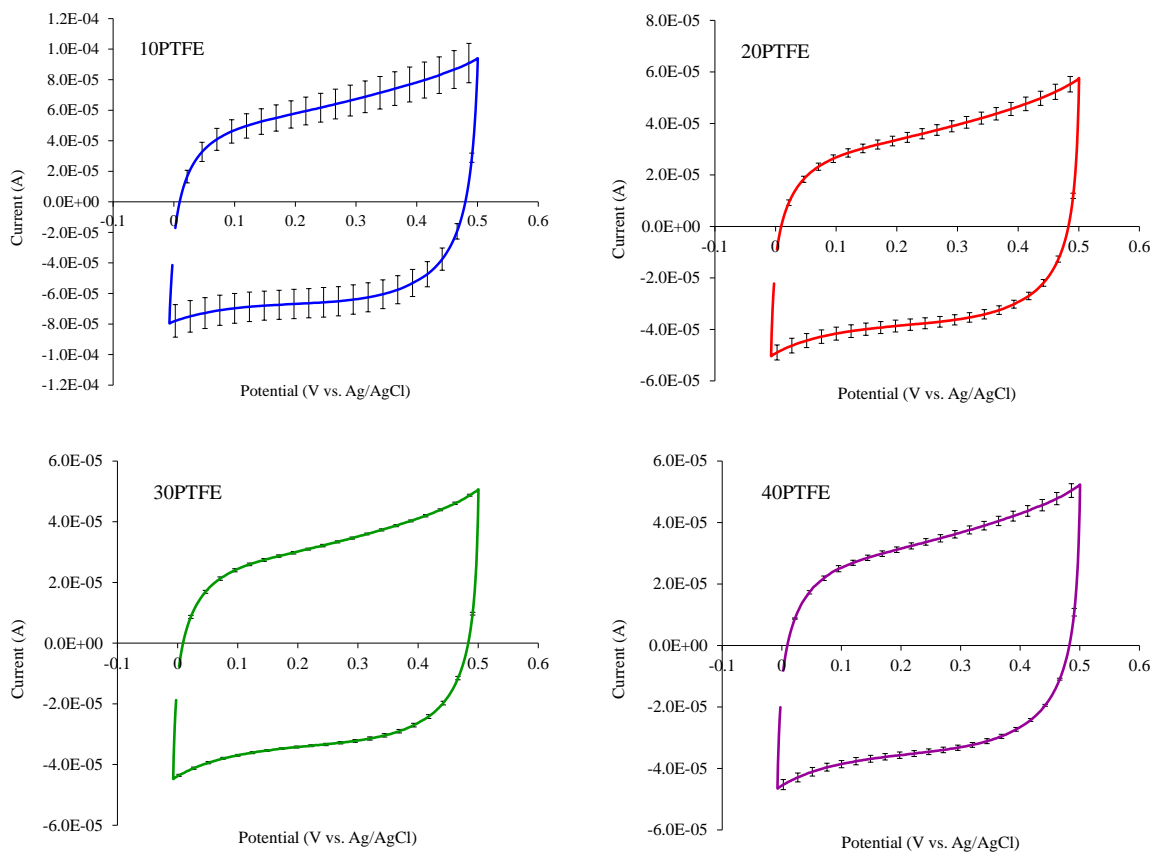 10PTFE
1.2E-04
1.0E-04
8.0E-05
6.0E-05
4.0E-05
2.0E-05
0.0E+00
-2.0E-05
-4.0E-05
-6.0E-05
-8.0E-05
-1.0E-04
-1.2E-04
-0.1 0 0.1 0.2 0.3 0.4 0.5 0.6
Current (A)
Potential (V vs. Ag/AgCl)
20PTFE
8.0E-05
6.0E-05
4.0E-05
2.0E-05
0.0E+00
-2.0E-05
-4.0E-05
-6.0E-05
-0.1 0 0.1 0.2 0.3 0.4 0.5 0.6
Current (A)
Potential (V vs. Ag/AgCl)
30PTFE
6.0E-05
4.0E-05
2.0E-05
0.0E+00
-2.0E-05
-4.0E-05
-6.0E-05
-0.1 0 0.1 0.2 0.3 0.4 0.5 0.6
Current (A)
Potential (V vs. Ag/AgCl)
40PTFE
6.0E-05
4.0E-05
2.0E-05
0.0E+00
-2.0E-05
-4.0E-05
-6.0E-05
-0.1 0 0.1 0.2 0.3 0.4 0.5 0.6
Current (A)
Potential (V vs. Ag/AgCl)